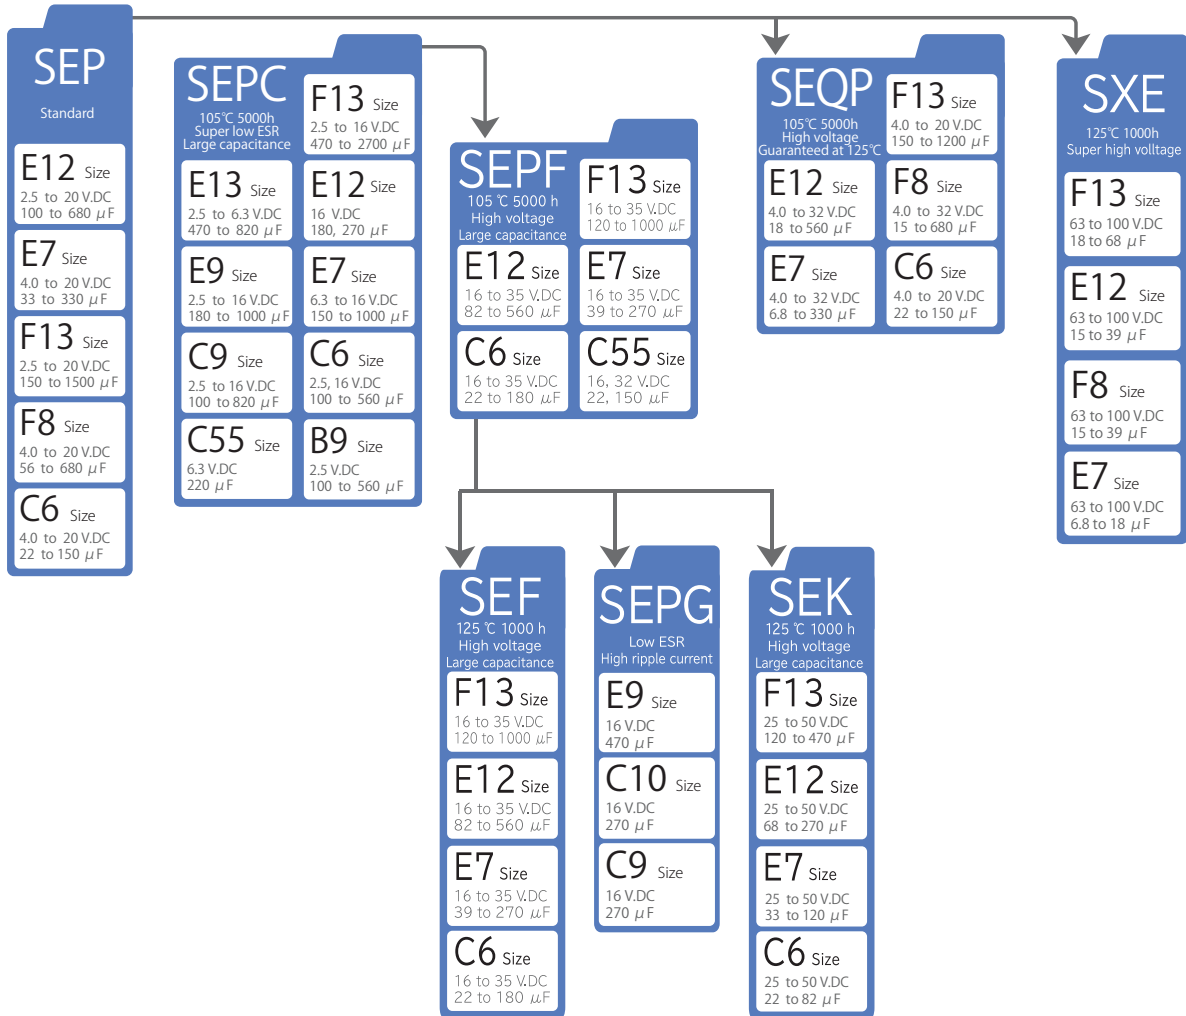 SEP
Standard
E12 Size
2.5 to 20 V.DC
100 to 680 μF
E7 Size
4.0 to 20 V.DC
33 to 330 μF
F13 Size
2.5 to 20 V.DC
150 to 1500 μF
F8 Size
4.0 to 20 V.DC
56 to 680 μF
C6 Size
4.0 to 20 V.DC
22 to 150 μF
SEPC
105℃ 5000h
Super low ESR
Large capacitance
F13 Size
2.5 to 16 V.DC
470 to 2700 μF
E13 Size
2.5 to 6.3 V.DC
470 to 820 μF
E12 Size
16 V.DC
180, 270 μF
E9 Size
2.5 to 16 V.DC
180 to 1000 μF
E7 Size
6.3 to 16 V.DC
150 to 1000 μF
C9 Size
2.5 to 16 V.DC
100 to 820 μF
C6 Size
2.5, 16 V.DC
100 to 560 μF
C55 Size
6.3 V.DC
220 μF
B9 Size
2.5 V.DC
100 to 560 μF
SEPF
105 ℃ 5000 h
High voltage
Large capacitance
F13 Size
16 to 35 V.DC
120 to 1000 μF
E12 Size
16 to 35 V.DC
82 to 560 μF
E7 Size
16 to 35 V.DC
39 to 270 μF
C6 Size
16 to 35 V.DC
22 to 180 μF
C55 Size
16, 32 V.DC
22, 150 μF
SEQP
105℃ 5000h
High voltage
Guaranteed at 125℃
F13 Size
4.0 to 20 V.DC
150 to 1200 μF
E12 Size
4.0 to 32 V.DC
18 to 560 μF
F8 Size
4.0 to 32 V.DC
15 to 680 μF
E7 Size
4.0 to 32 V.DC
6.8 to 330 μF
C6 Size
4.0 to 20 V.DC
22 to 150 μF
SXE
125℃ 1000h
Super high volltage
F13 Size
63 to 100 V.DC
18 to 68 μF
E12 Size
63 to 100 V.DC
15 to 39 μF
F8 Size
63 to 100 V.DC
15 to 39 μF
E7 Size
63 to 100 V.DC
6.8 to 18 μF
SEF
125 ℃ 1000 h
High voltage
Large capacitance
F13 Size
16 to 35 V.DC
120 to 1000 μF
E12 Size
16 to 35 V.DC
82 to 560 μF
E7 Size
16 to 35 V.DC
39 to 270 μF
C6 Size
16 to 35 V.DC
22 to 180 μF
SEPG
Low ESR
High ripple current
E9 Size
16 V.DC
470 μF
C10 Size
16 V.DC
270 μF
C9 Size
16 V.DC
270 μF
SEK
125 ℃ 1000 h
High voltage
Large capacitance
F13 Size
25 to 50 V.DC
120 to 470 μF
E12 Size
25 to 50 V.DC
68 to 270 μF
E7 Size
25 to 50 V.DC
33 to 120 μF
C6 Size
25 to 50 V.DC
22 to 82 μF